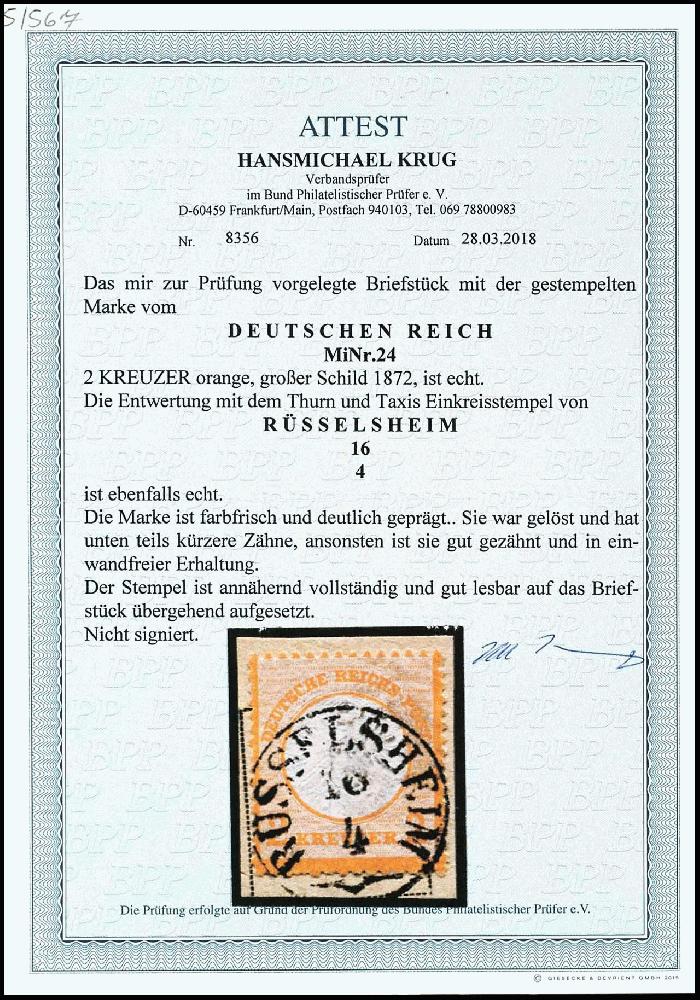 51567
ATTEST
HANSMICHAEL KRUG
Verbandsprüfer
im Bund Philatelistischer Prüfer e. V.
D-60459 Frankfurt/Main, Postfach 940103, Tel. 069 78800983
Nr. 8356 Datum 28.03.2018
Das mir zur Prüfung vorgelegte Briefstück mit der gestempelten
Marke vom
DEUTSCHEN REICH
MiNr.24
2 KREUZER orange, großer Schild 1872, ist echt.
Die Entwertung mit dem Thurn und Taxis Einkreisstempel von
RÜSSELSHEIM
16
4
ist ebenfalls echt.
Die Marke ist farbfrisch und deutlich geprägt.. Sie war gelöst und hat
unten teils kürzere Zähne, ansonsten ist sie gut gezähnt und in ein-
wandfreier Erhaltung.
Der Stempel ist annähernd vollständig und gut lesbar auf das Brief-
stück übergehend aufgesetzt.
Nicht signiert.
DEUTSCHE REICHS
RÜSSELSHEIM
16
4
KREUZER
Die Prüfung erfolgte auf Grund der Prüfordnung des Bundes Philatelistischer Prüfer e.V.
© GIESECKE & DEVRIENT GMBH 2015